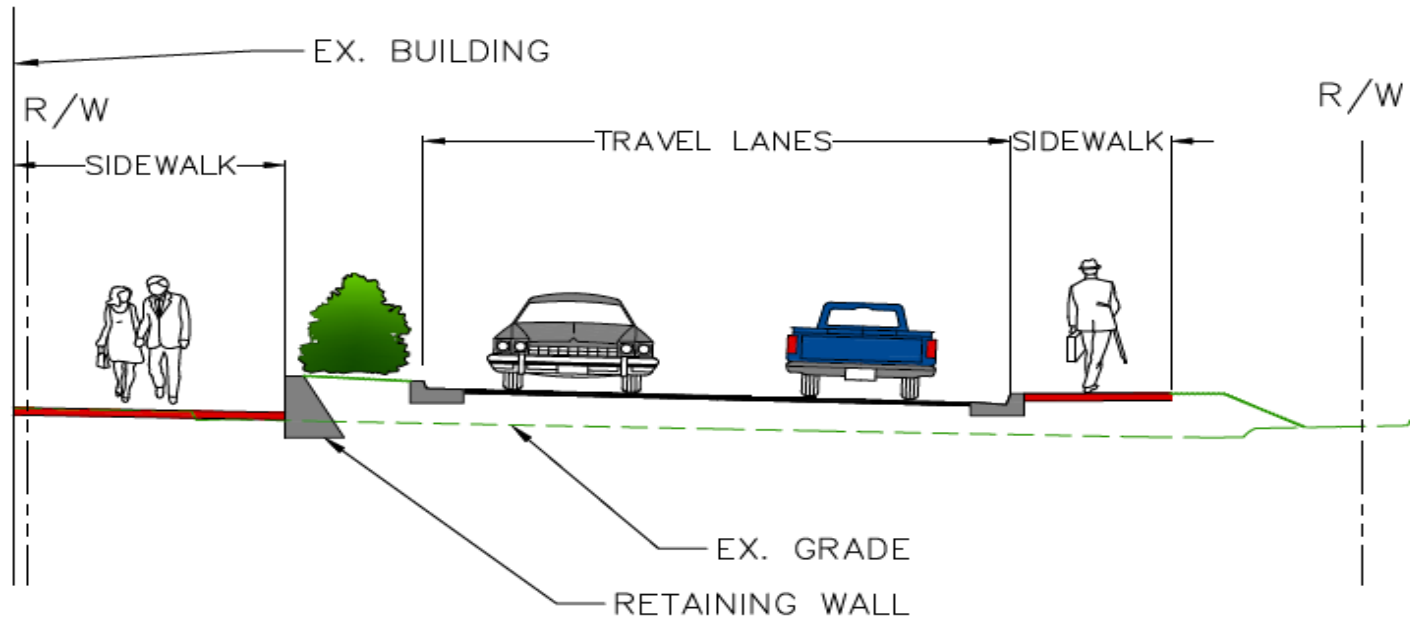 EX. BUILDING
R/W
R/W
TRAVEL LANES
SIDEWALK
SIDEWALK
EX. GRADE
RETAINING WALL